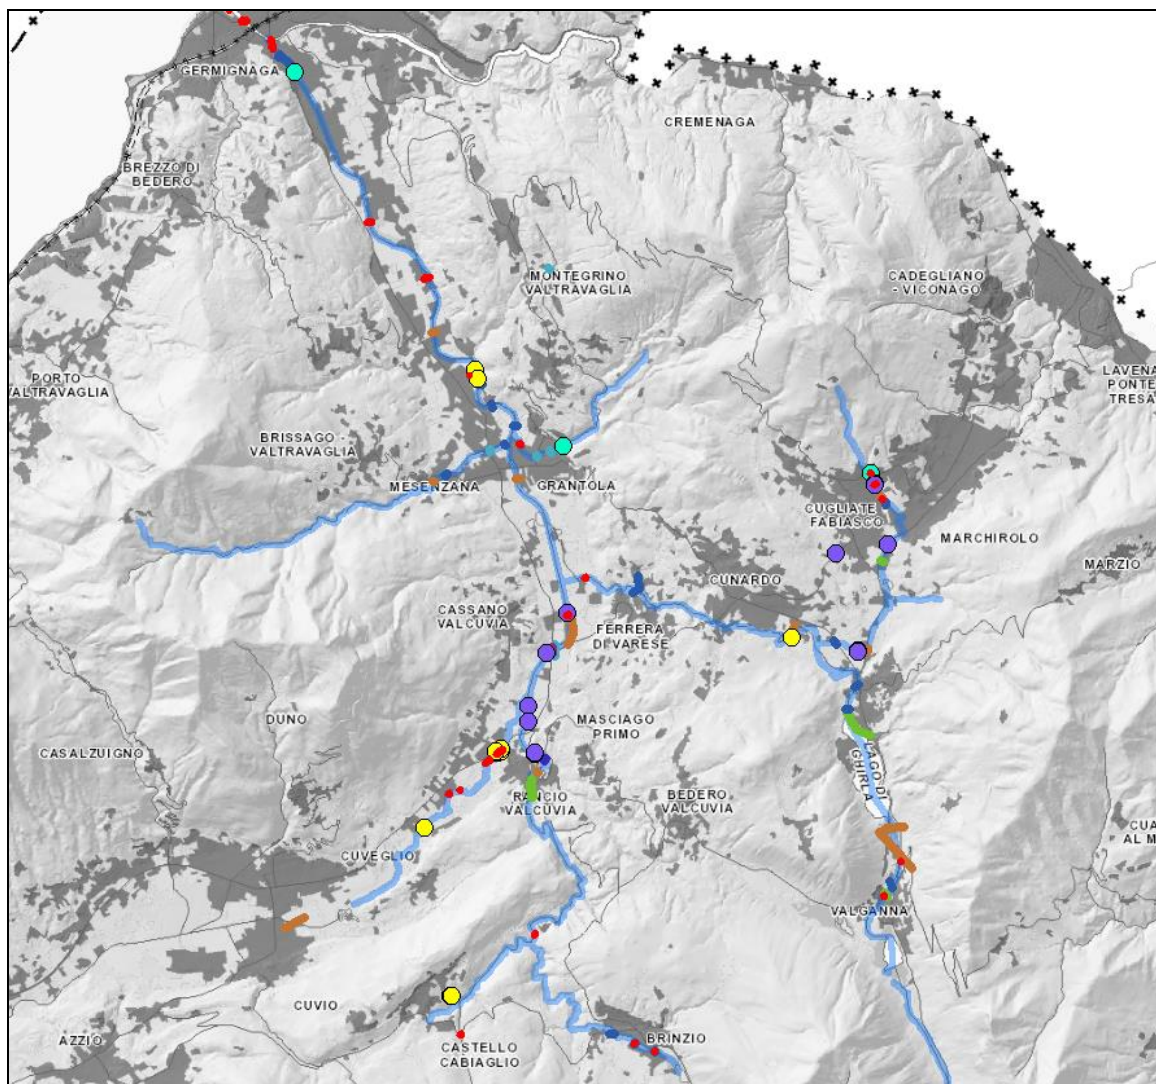 GERMIGNAGA
CREMENAGA
BREZZO DI
BEDERO
MONTEGRINO
VALTRAVAGLIA
CADEGLIANO
- VICONAGO
PORTO
VALTRAVAGLIA
LAVENA
PONTE
TRESA
BRISSAGO -
VALTRAVAGLIA
MESENZANA
GRANTOLA
CUGLIATE
FABIASCO
MARCHIROLO
MARZIO
CUNARDO
CASSANO
VALCUVIA
FERRERA
DI VARESE
DUNO
MASCIAGO
PRIMO
CASALZUIGNO
LAGO DI
GHIRLA
RANCIO
VALCUVIA
BEDERO
VALCUVIA
CUA
AL M
CUVEGLIO
VALGANNA
CUVIO
AZZIO
CASTELLO
CABIAGLIO
BRINZIO